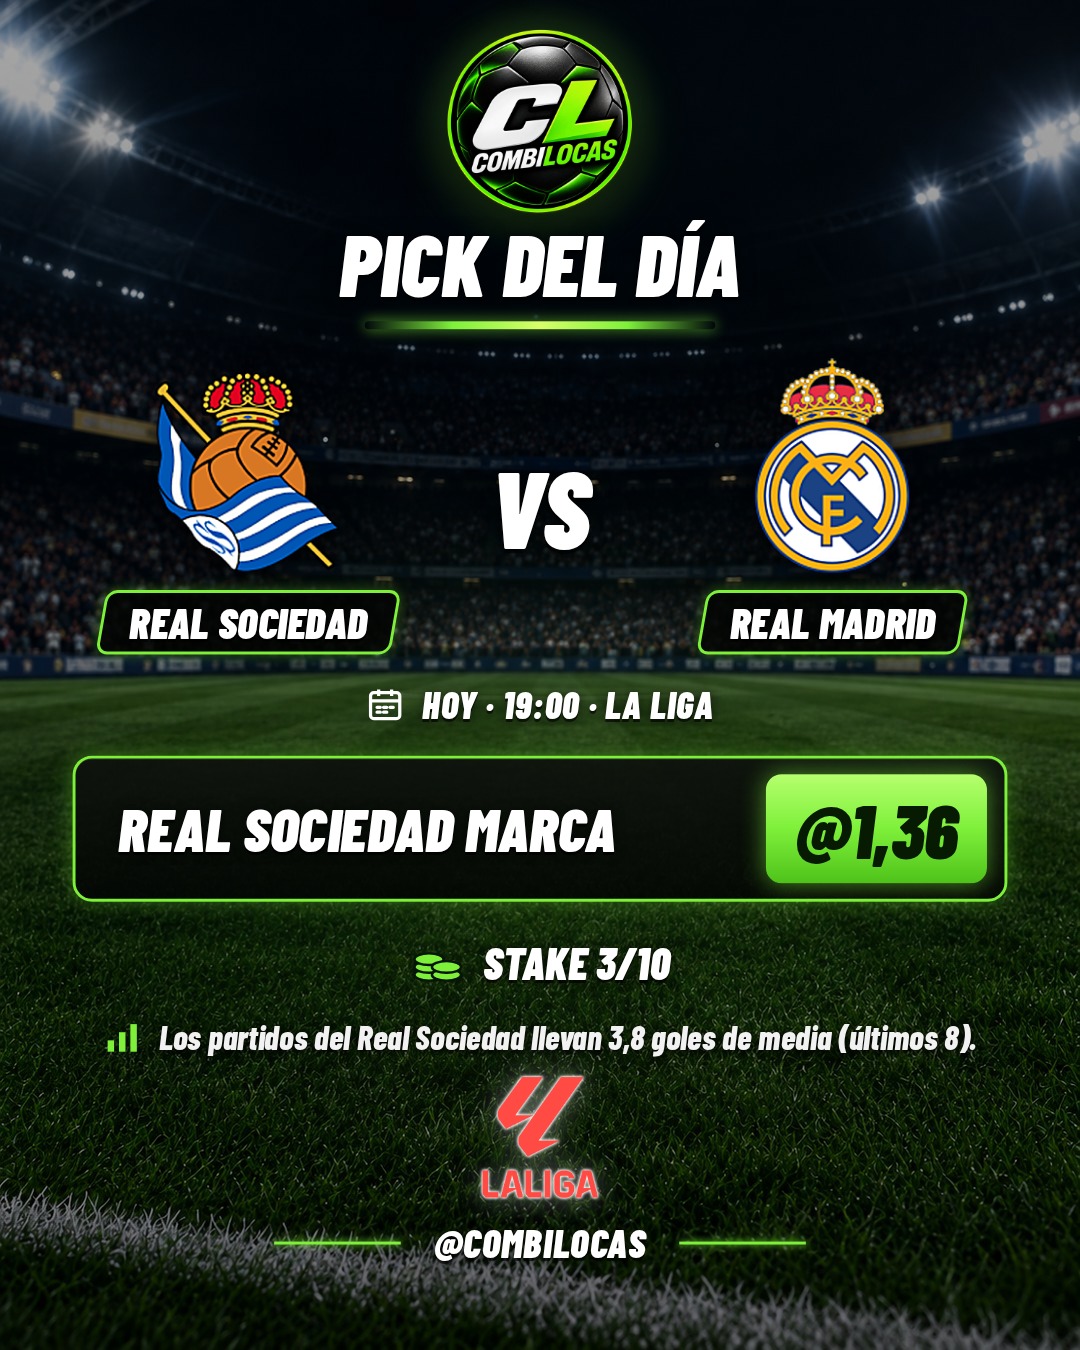 CL
COMBILOCAS
PICK DEL DÍA
VS
REAL SOCIEDAD
REAL MADRID
HOY · 19:00 · LA LIGA
REAL SOCIEDAD MARCA
@1,36
STAKE 3/10
Los partidos del Real Sociedad llevan 3,8 goles de media (últimos 8).
LALIGA
@COMBILOCAS